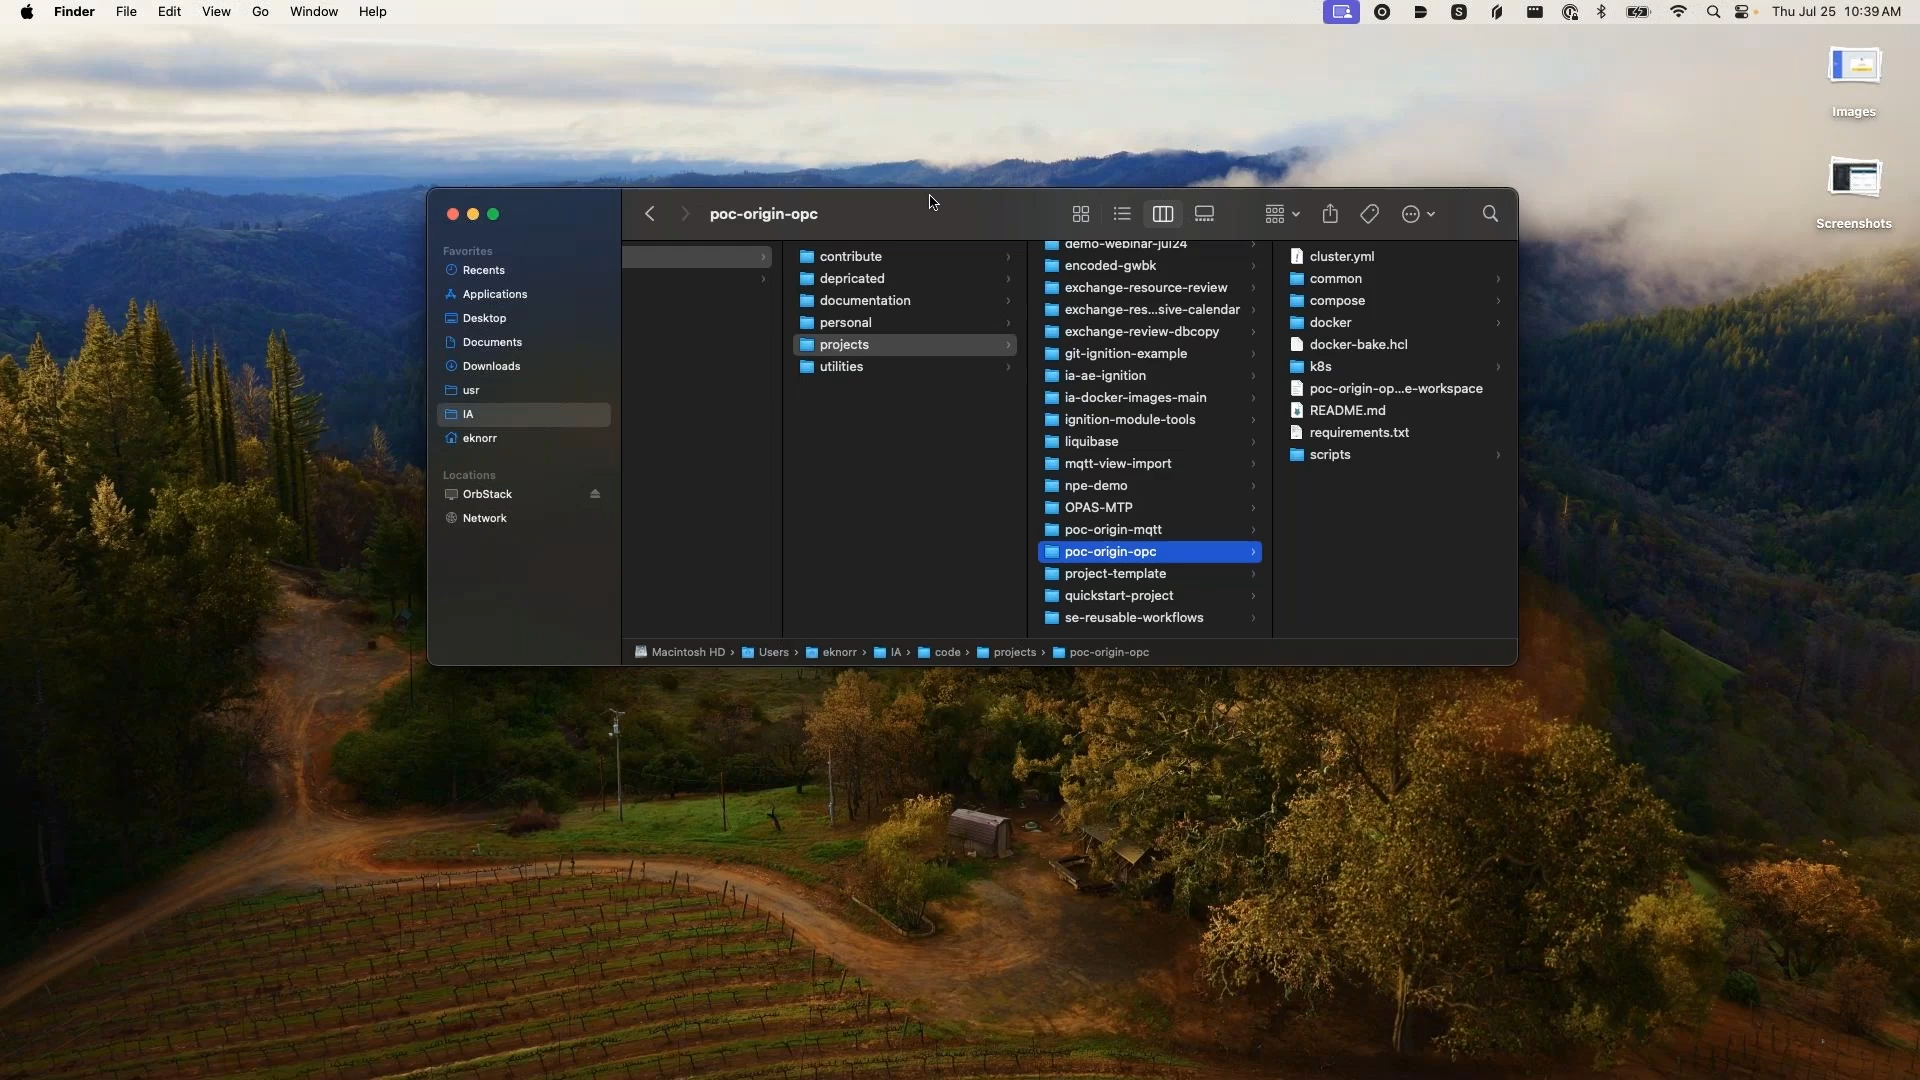 Finder File Edit View Go Window Help
Thu Jul 25 10:39 AM
Images
Screenshots
poc-origin-opc
Favorites
Recents
Applications
Desktop
Documents
Downloads
usr
IA
eknorr
Locations
OrbStack
Network
contribute
depricated
documentation
personal
projects
utilities
demo-webinar-jul24
encoded-gwbk
exchange-resource-review
exchange-res...sive-calendar
exchange-review-dbcopy
git-ignition-example
ia-ae-ignition
ia-docker-images-main
ignition-module-tools
liquibase
mqtt-view-import
npe-demo
OPAS-MTP
poc-origin-mqtt
poc-origin-opc
project-template
quickstart-project
se-reusable-workflows
cluster.yml
common
compose
docker
docker-bake.hcl
k8s
poc-origin-op...e-workspace
README.md
requirements.txt
scripts
Macintosh HD › Users › eknorr › IA › code › projects › poc-origin-opc